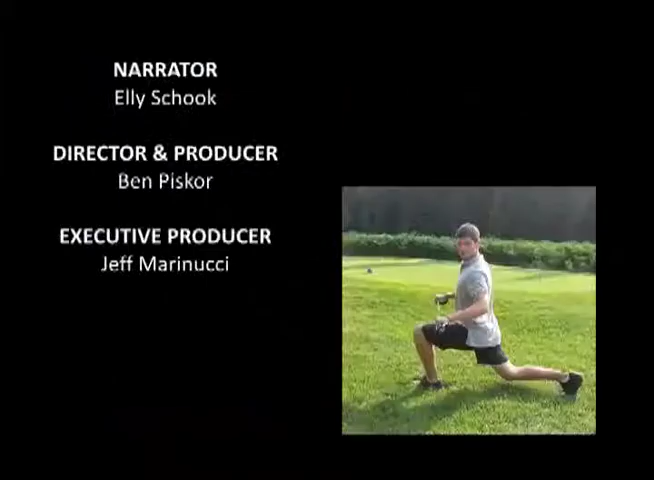 NARRATOR
Elly Schook
DIRECTOR & PRODUCER
Ben Piskor
EXECUTIVE PRODUCER
Jeff Marinucci